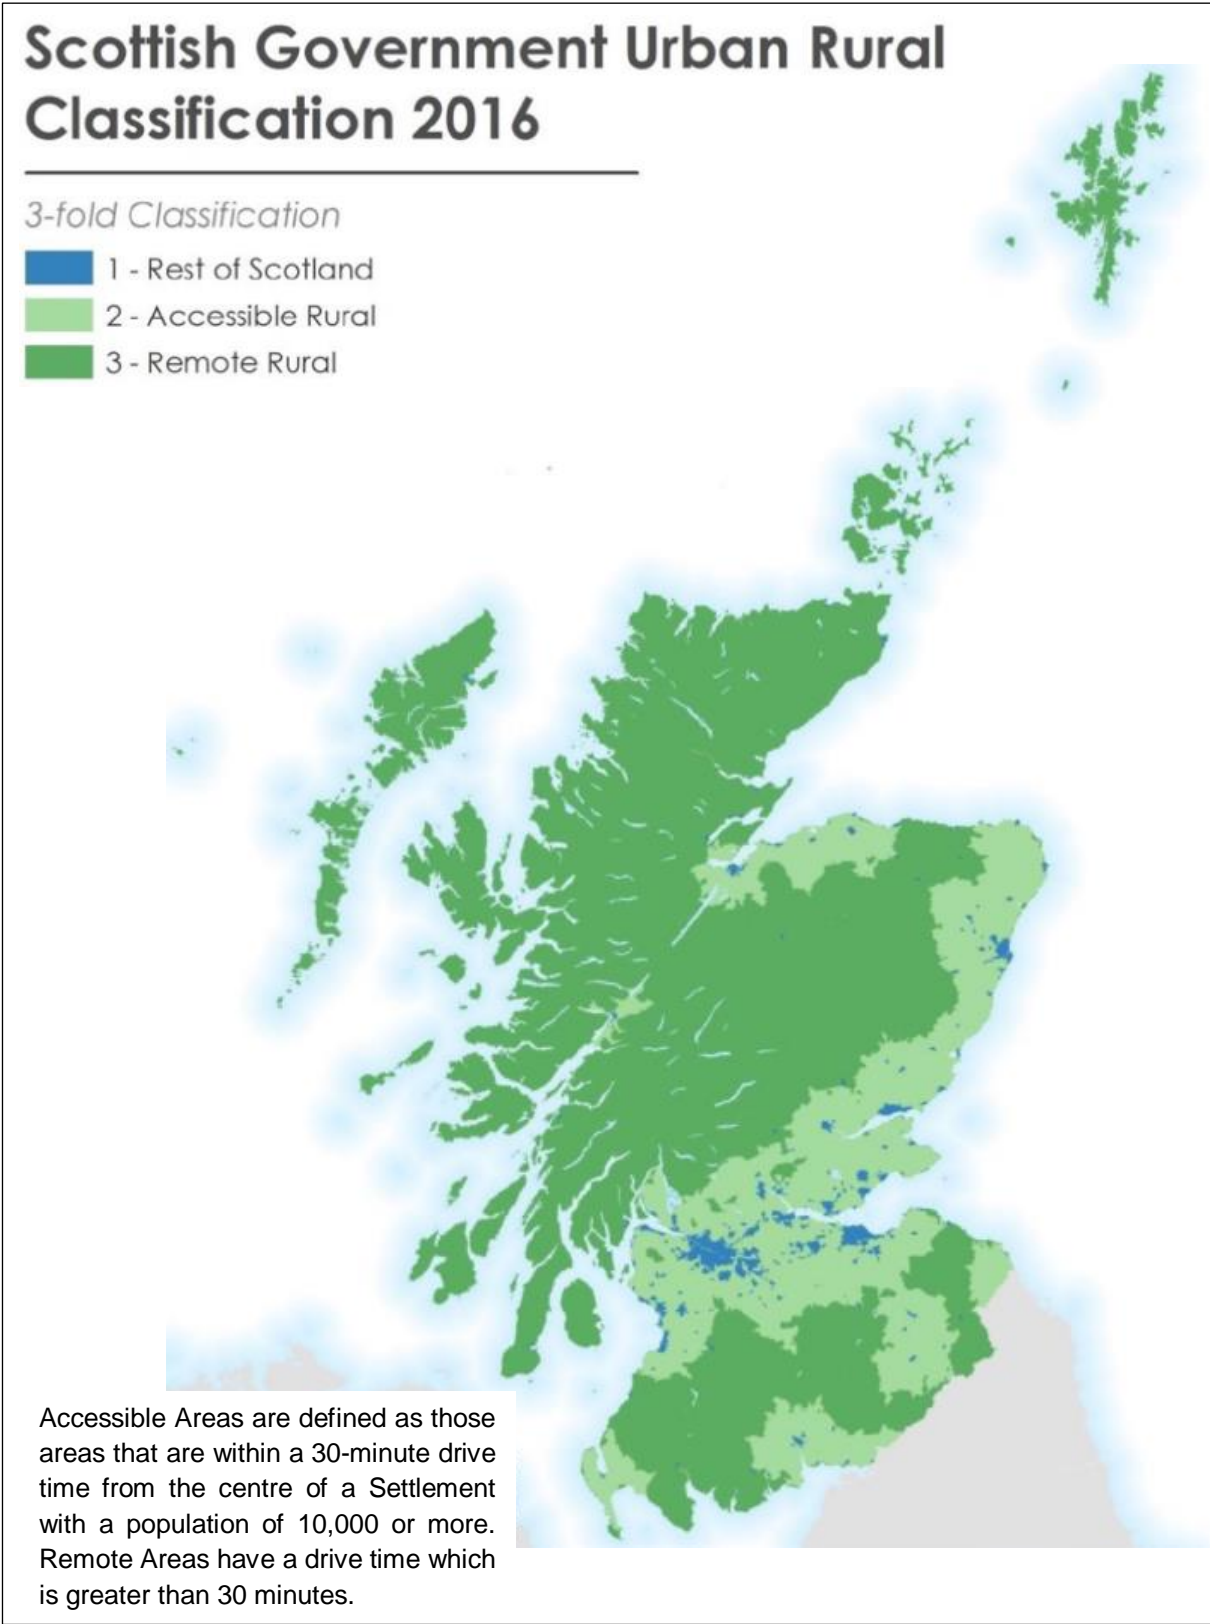 Scottish Government Urban Rural
Classification 2016
3-fold Classification
1 - Rest of Scotland
2 - Accessible Rural
3 - Remote Rural
Accessible Areas are defined as those
areas that are within a 30-minute drive
time from the centre of a Settlement
with a population of 10,000 or more.
Remote Areas have a drive time which
is greater than 30 minutes.